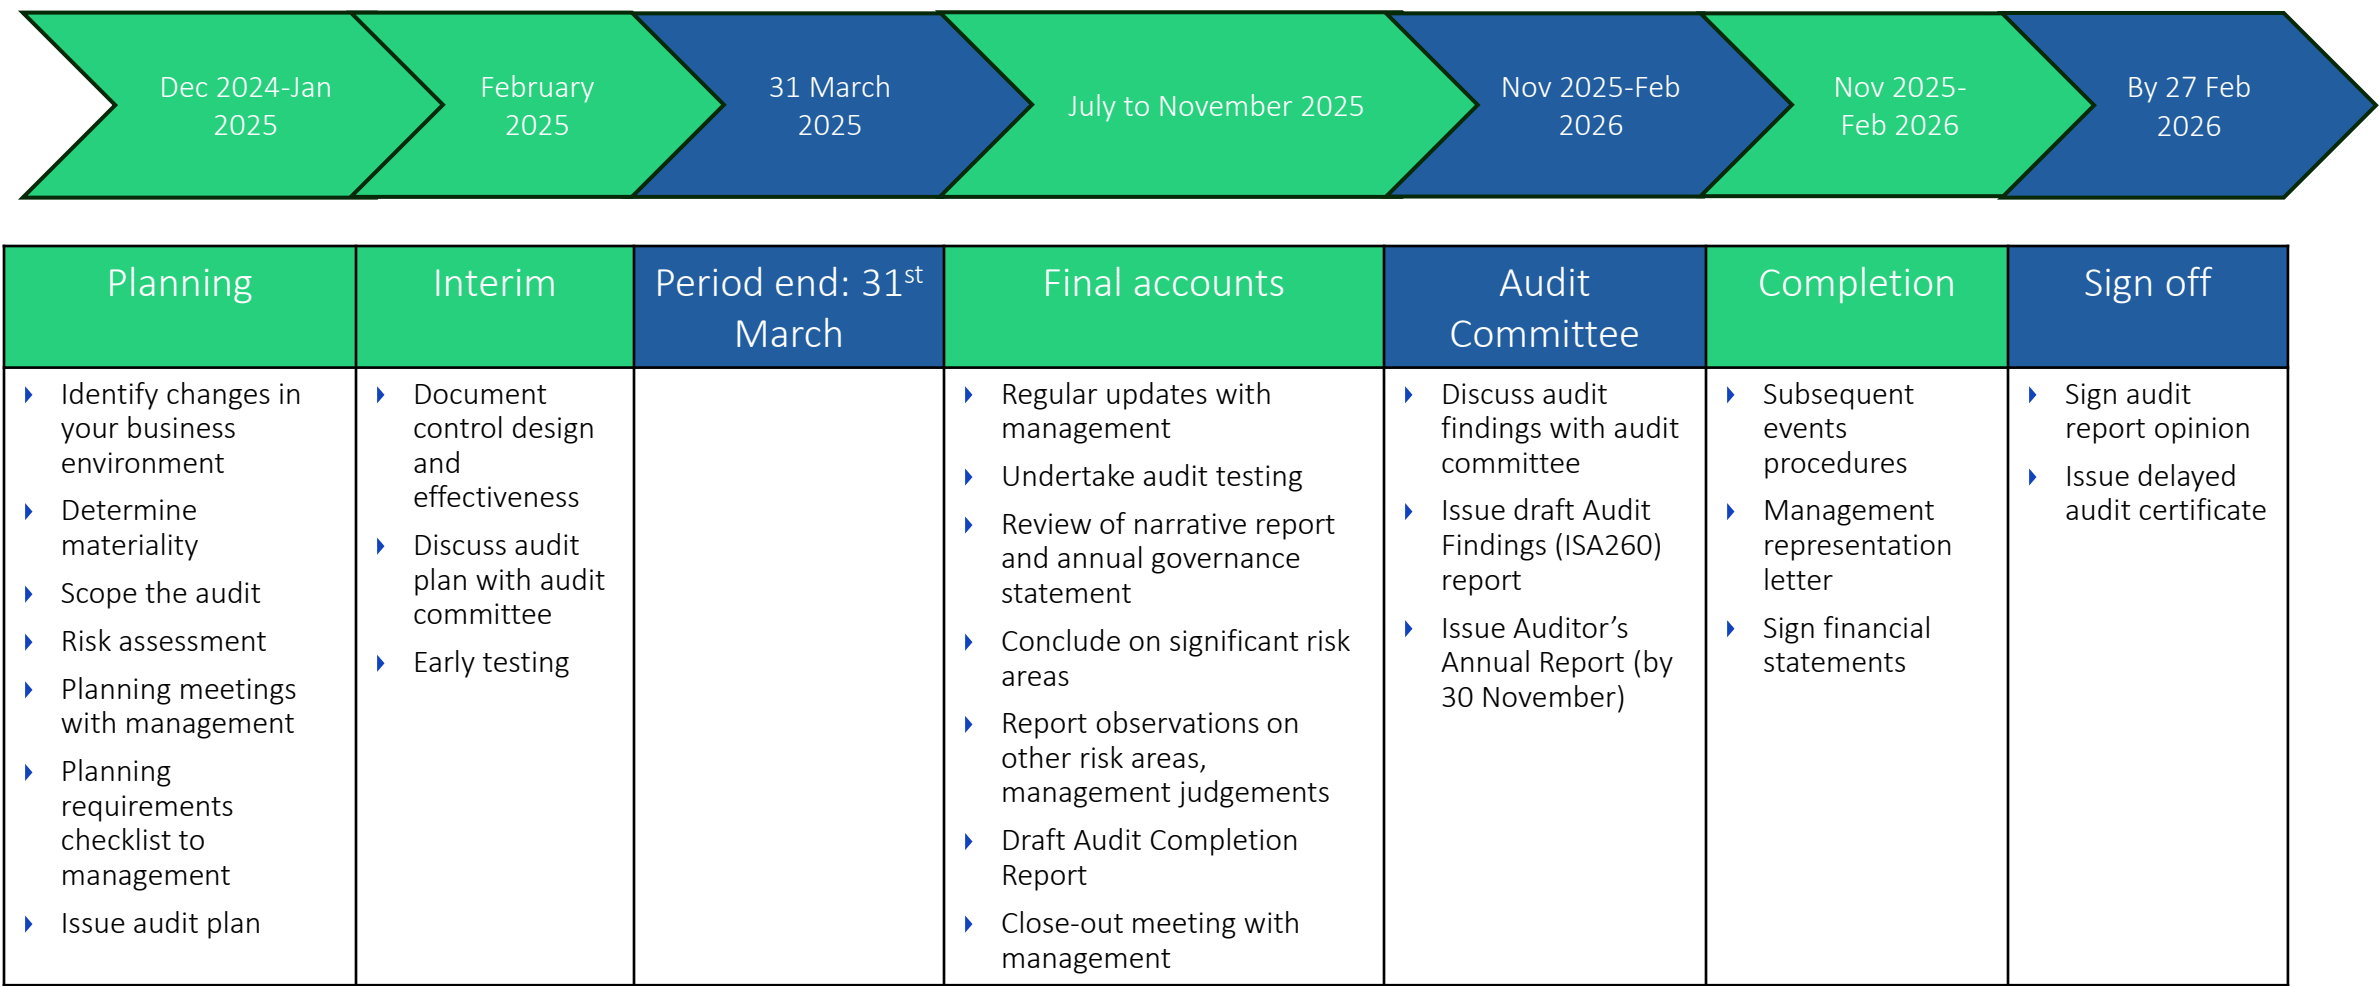 Dec 2024-Jan
2025
February
2025
31 March
2025
July to November 2025
Nov 2025-Feb
2026
Nov 2025-
Feb 2026
By 27 Feb
2026
Planning
Interim
Period end: 31st
March
Final accounts
Audit
Committee
Completion
Sign off
Identify changes in
your business
environment
Determine
materiality
Scope the audit
Risk assessment
Planning meetings
with management
Planning
requirements
checklist to
management
Issue audit plan
Document
control design
and
effectiveness
Discuss audit
plan with audit
committee
Early testing
Regular updates with
management
Undertake audit testing
Review of narrative report
and annual governance
statement
Conclude on significant risk
areas
Report observations on
other risk areas,
management judgements
Draft Audit Completion
Report
Close-out meeting with
management
Discuss audit
findings with audit
committee
Issue draft Audit
Findings (ISA260)
report
Issue Auditor’s
Annual Report (by
30 November)
Subsequent
events
procedures
Management
representation
letter
Sign financial
statements
Sign audit
report opinion
Issue delayed
audit certificate